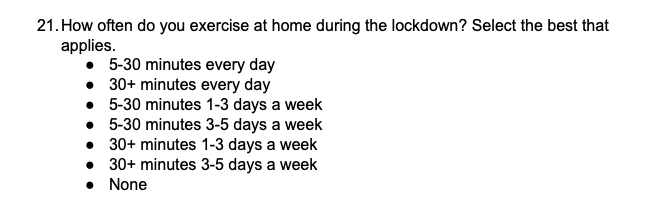 21. How often do you exercise at home during the lockdown? Select the best that
applies.
● 5-30 minutes every day
● 30+ minutes every day
● 5-30 minutes 1-3 days a week
● 5-30 minutes 3-5 days a week
● 30+ minutes 1-3 days a week
● 30+ minutes 3-5 days a week
● None